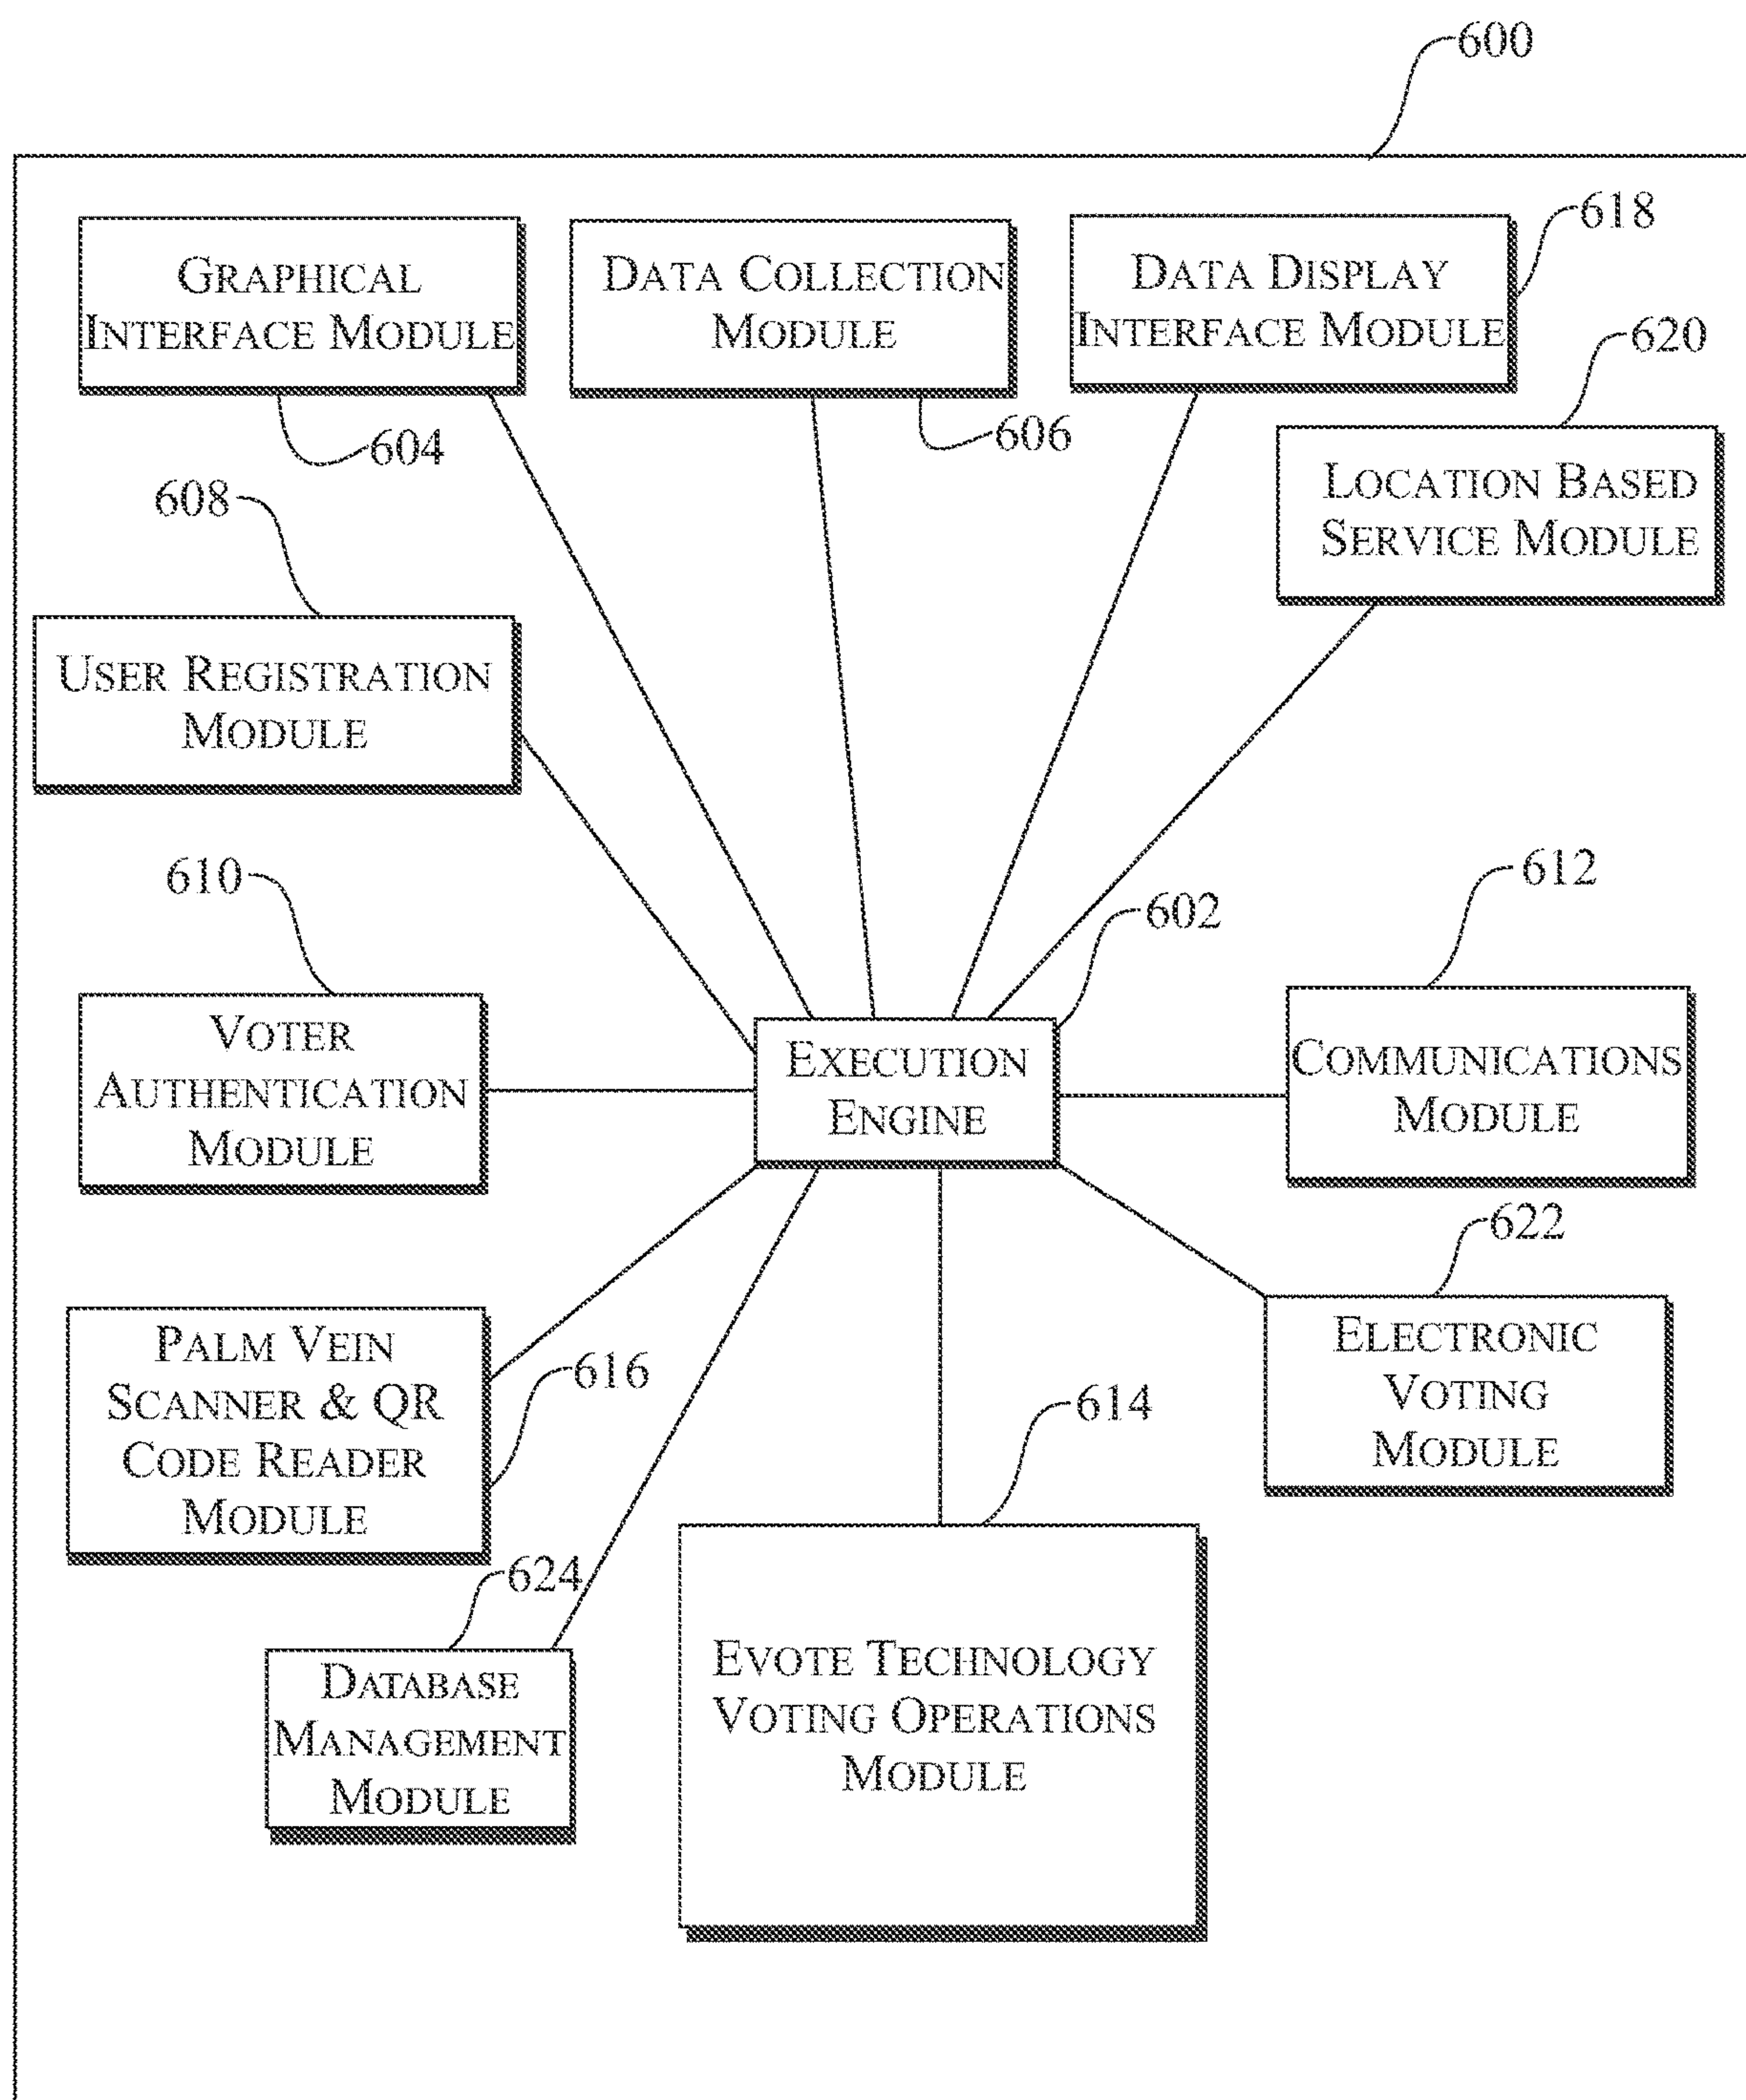 600
GRAPHICAL
INTERFACE MODULE
604
DATA COLLECTION
MODULE
606
DATA DISPLAY
INTERFACE MODULE
618
620
LOCATION BASED
SERVICE MODULE
608
USER REGISTRATION
MODULE
610
VOTER
AUTHENTICATION
MODULE
602
EXECUTION
ENGINE
612
COMMUNICATIONS
MODULE
622
ELECTRONIC
VOTING
MODULE
PALM VEIN
SCANNER & QR
CODE READER
MODULE
616
614
EVOTE TECHNOLOGY
VOTING OPERATIONS
MODULE
624
DATABASE
MANAGEMENT
MODULE